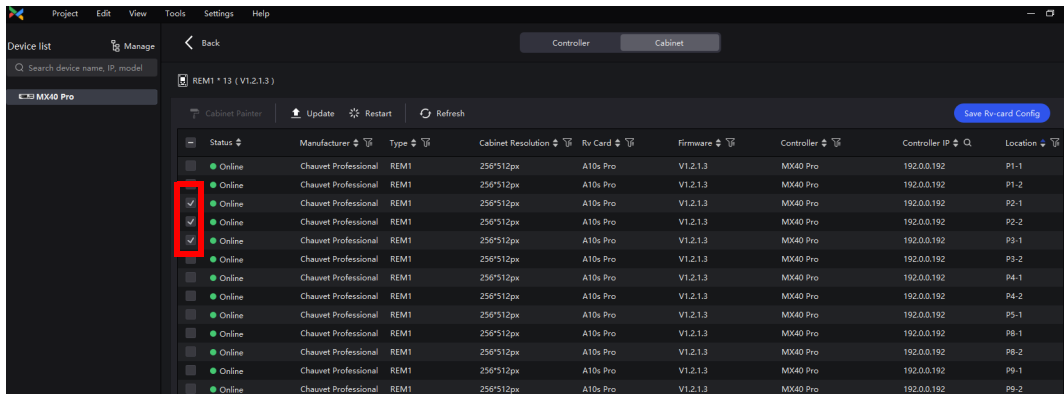 Project Edit View Tools Settings Help
Device list Manage
Back
Controller Cabinet
Search device name, IP, model
REM1 * 13 ( V1.2.1.3 )
MX40 Pro
Cabinet Painter Update Restart Refresh Save Rv-card Config
Status Manufacturer Type Cabinet Resolution Rv Card Firmware Controller Controller IP Location
Online Chauvet Professional REM1 256*512px A10s Pro V1.2.1.3 MX40 Pro 192.0.0.192 P1-1
Online Chauvet Professional REM1 256*512px A10s Pro V1.2.1.3 MX40 Pro 192.0.0.192 P1-2
Online Chauvet Professional REM1 256*512px A10s Pro V1.2.1.3 MX40 Pro 192.0.0.192 P2-1
Online Chauvet Professional REM1 256*512px A10s Pro V1.2.1.3 MX40 Pro 192.0.0.192 P2-2
Online Chauvet Professional REM1 256*512px A10s Pro V1.2.1.3 MX40 Pro 192.0.0.192 P3-1
Online Chauvet Professional REM1 256*512px A10s Pro V1.2.1.3 MX40 Pro 192.0.0.192 P3-2
Online Chauvet Professional REM1 256*512px A10s Pro V1.2.1.3 MX40 Pro 192.0.0.192 P4-1
Online Chauvet Professional REM1 256*512px A10s Pro V1.2.1.3 MX40 Pro 192.0.0.192 P4-2
Online Chauvet Professional REM1 256*512px A10s Pro V1.2.1.3 MX40 Pro 192.0.0.192 P5-1
Online Chauvet Professional REM1 256*512px A10s Pro V1.2.1.3 MX40 Pro 192.0.0.192 P8-1
Online Chauvet Professional REM1 256*512px A10s Pro V1.2.1.3 MX40 Pro 192.0.0.192 P8-2
Online Chauvet Professional REM1 256*512px A10s Pro V1.2.1.3 MX40 Pro 192.0.0.192 P9-1
Online Chauvet Professional REM1 256*512px A10s Pro V1.2.1.3 MX40 Pro 192.0.0.192 P9-2